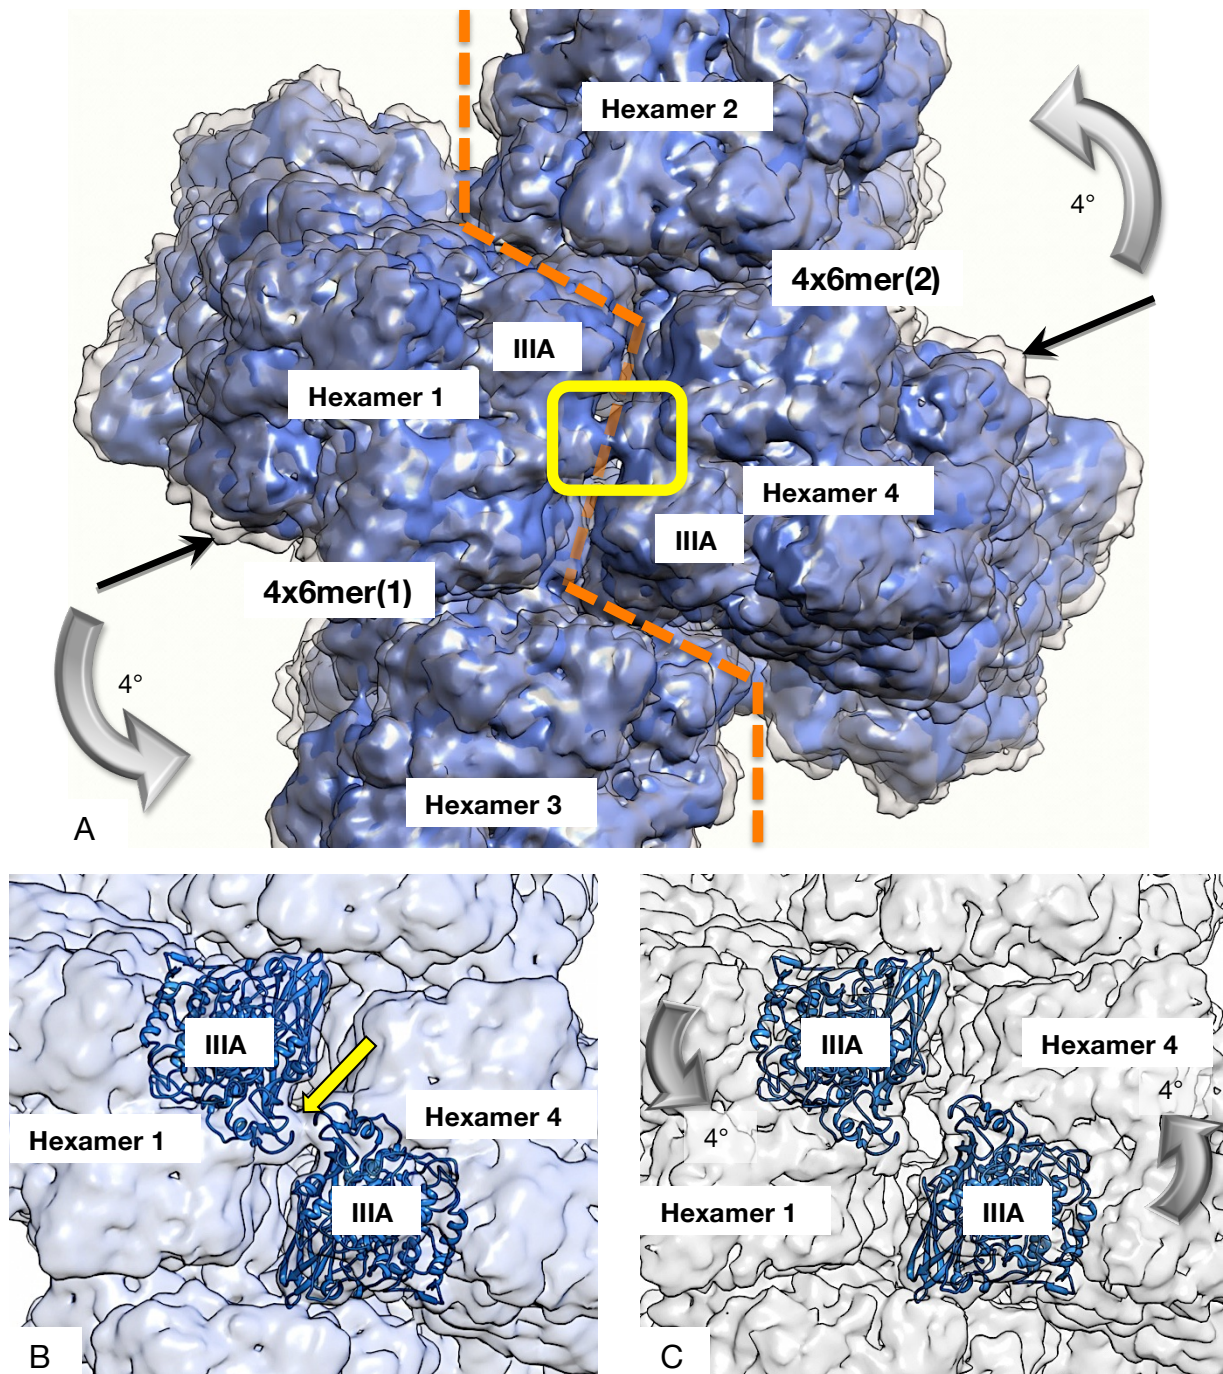 Hexamer 2
4°
4x6mer(2)
IIIA
Hexamer 1
Hexamer 4
IIIA
4x6mer(1)
4°
Hexamer 3
A
IIIA
Hexamer 4
Hexamer 1
IIIA
B
IIIA
Hexamer 4
4°
4°
Hexamer 1
IIIA
C